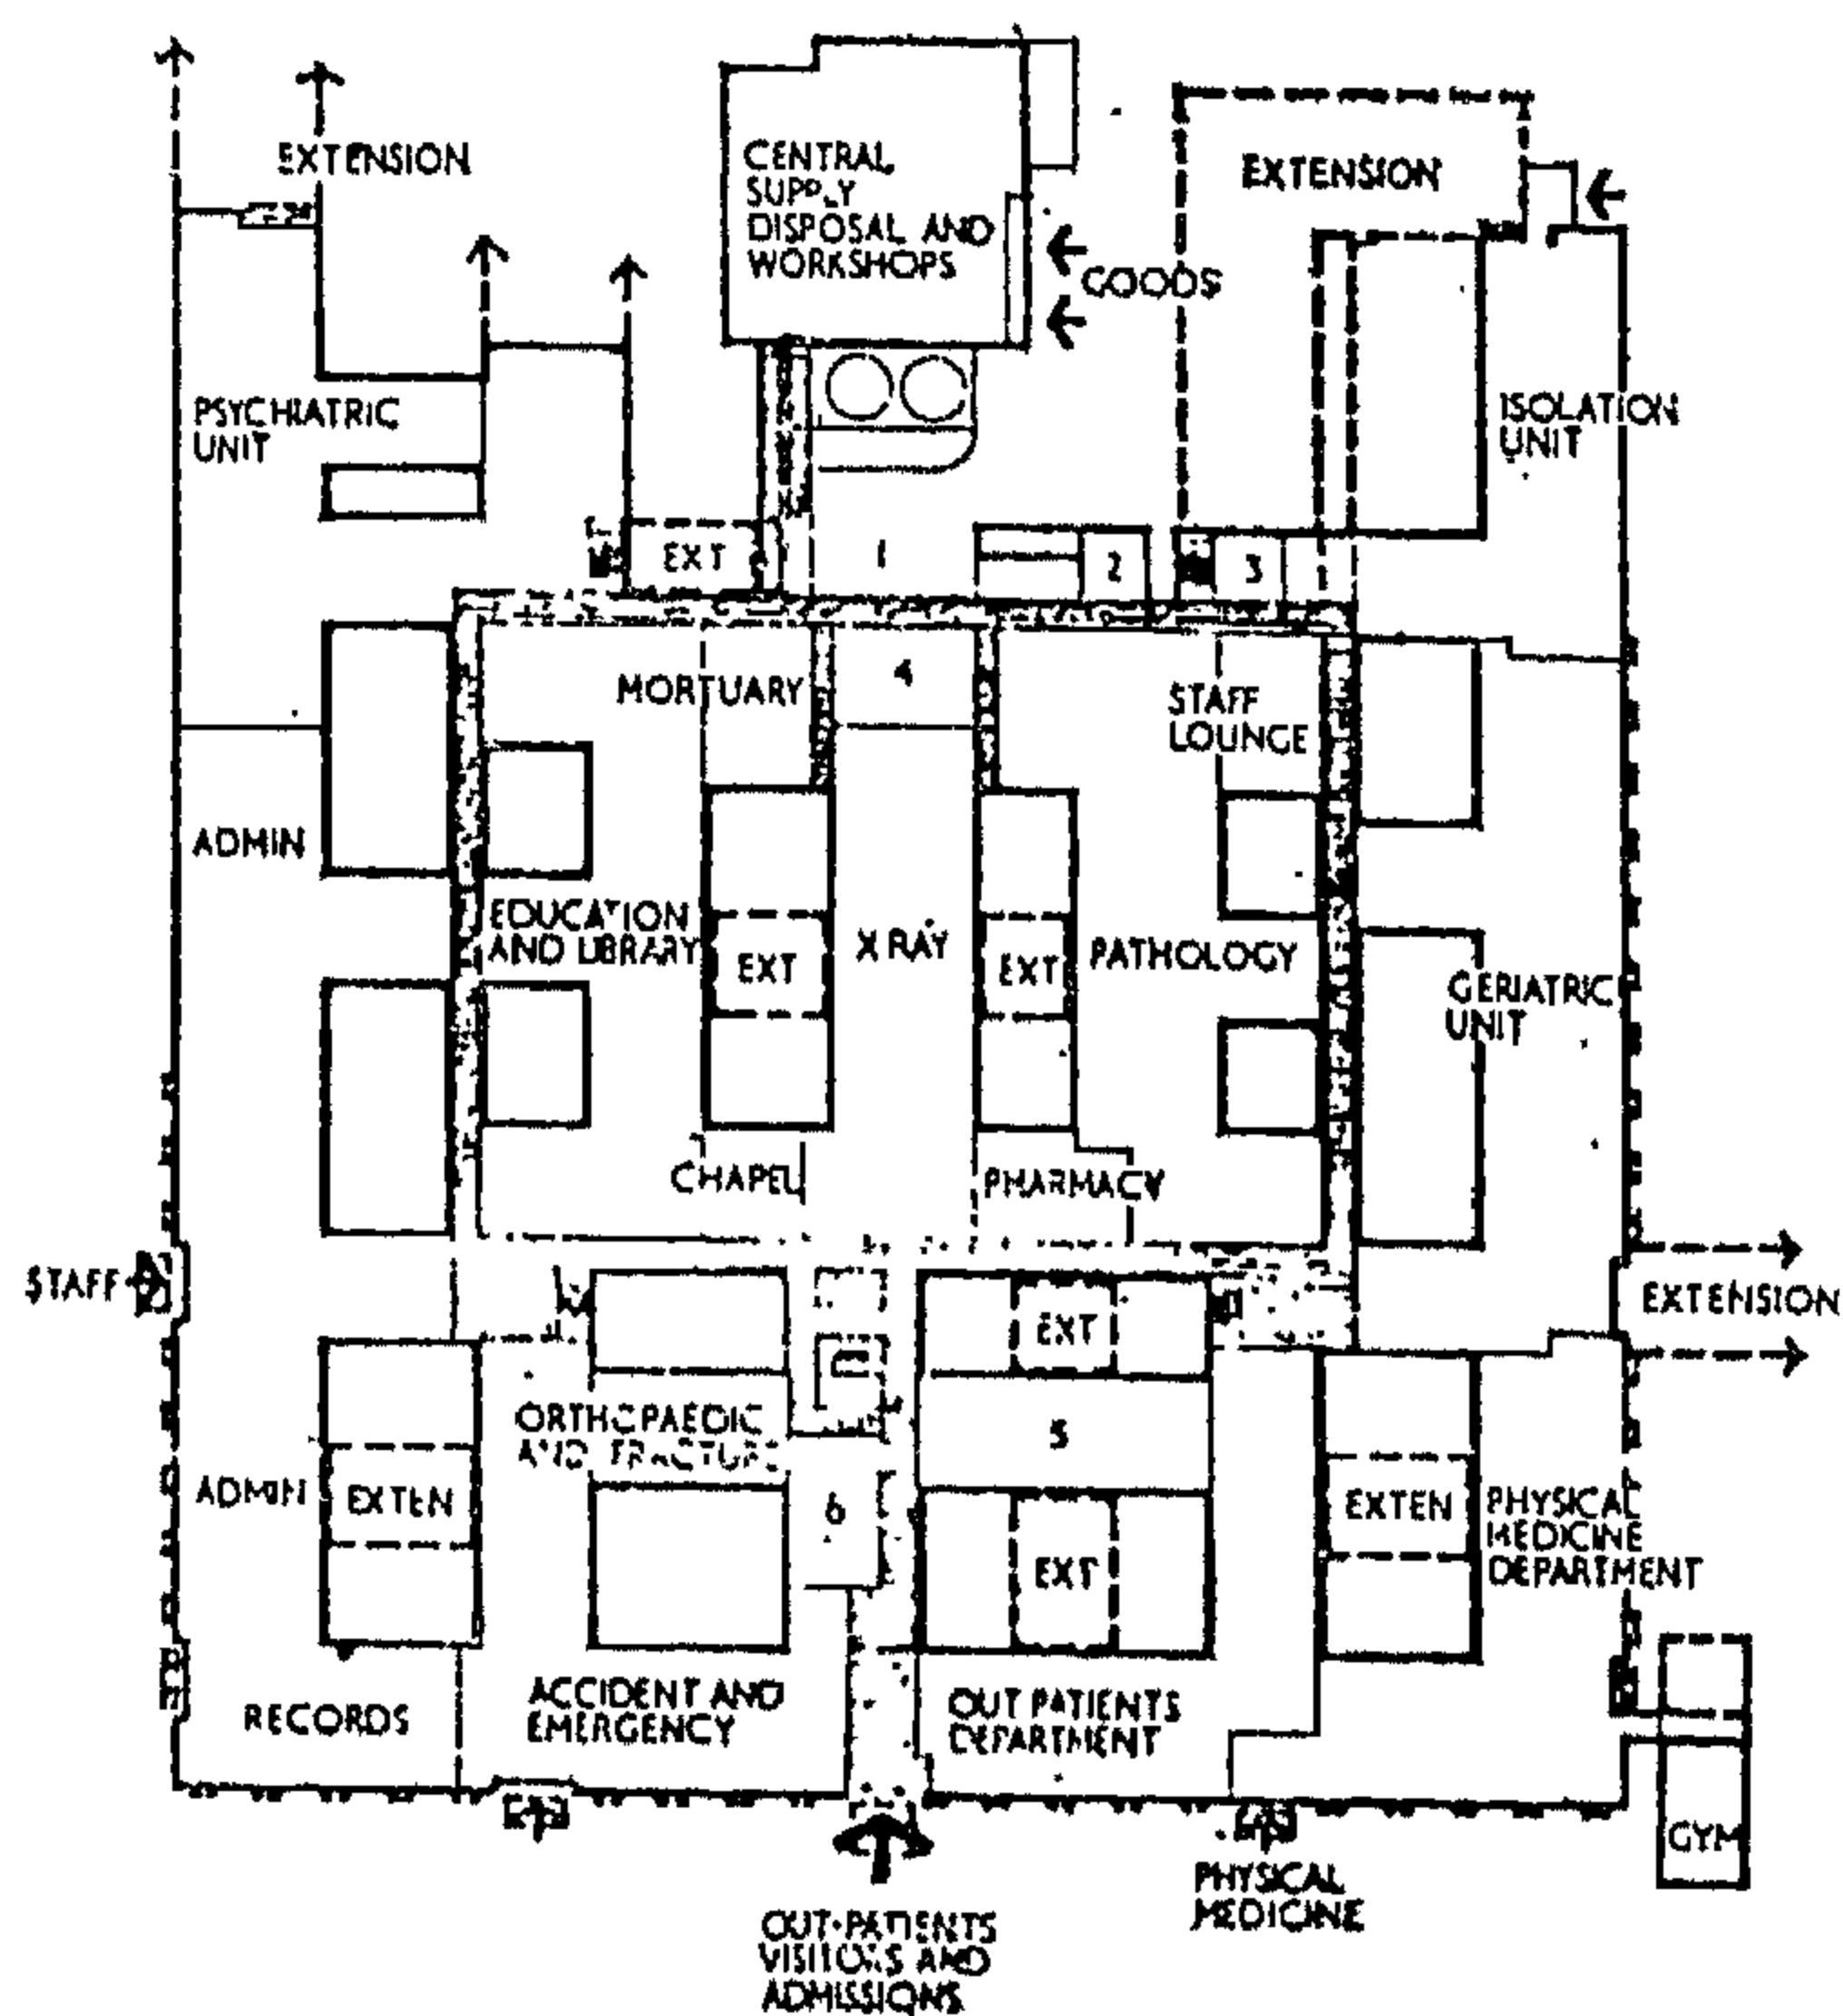 EXTENSION
CENTRAL
SUPPLY
DISPOSAL AND
WORKSHOPS
EXTENSION
GOODS
PSYCHIATRIC
UNIT
ISOLATION
UNIT
EXT
1
2
3
MORTUARY
4
STAFF
LOUNGE
ADMIN
EDUCATION
AND LIBRARY
EXT
X RAY
EXT
PATHOLOGY
GERIATRIC
UNIT
CHAPEL
PHARMACY
STAFF
EXTENSION
EXT
ORTHOPAEDIC
AND FRACTURE
5
ADMIN
EXTEN
6
EXT
EXTEN
PHYSICAL
MEDICINE
DEPARTMENT
RECORDS
ACCIDENT AND
EMERGENCY
OUT PATIENTS
DEPARTMENT
GYM
PHYSICAL
MEDICINE
OUT-PATIENTS
VISITORS AND
ADMISSIONS